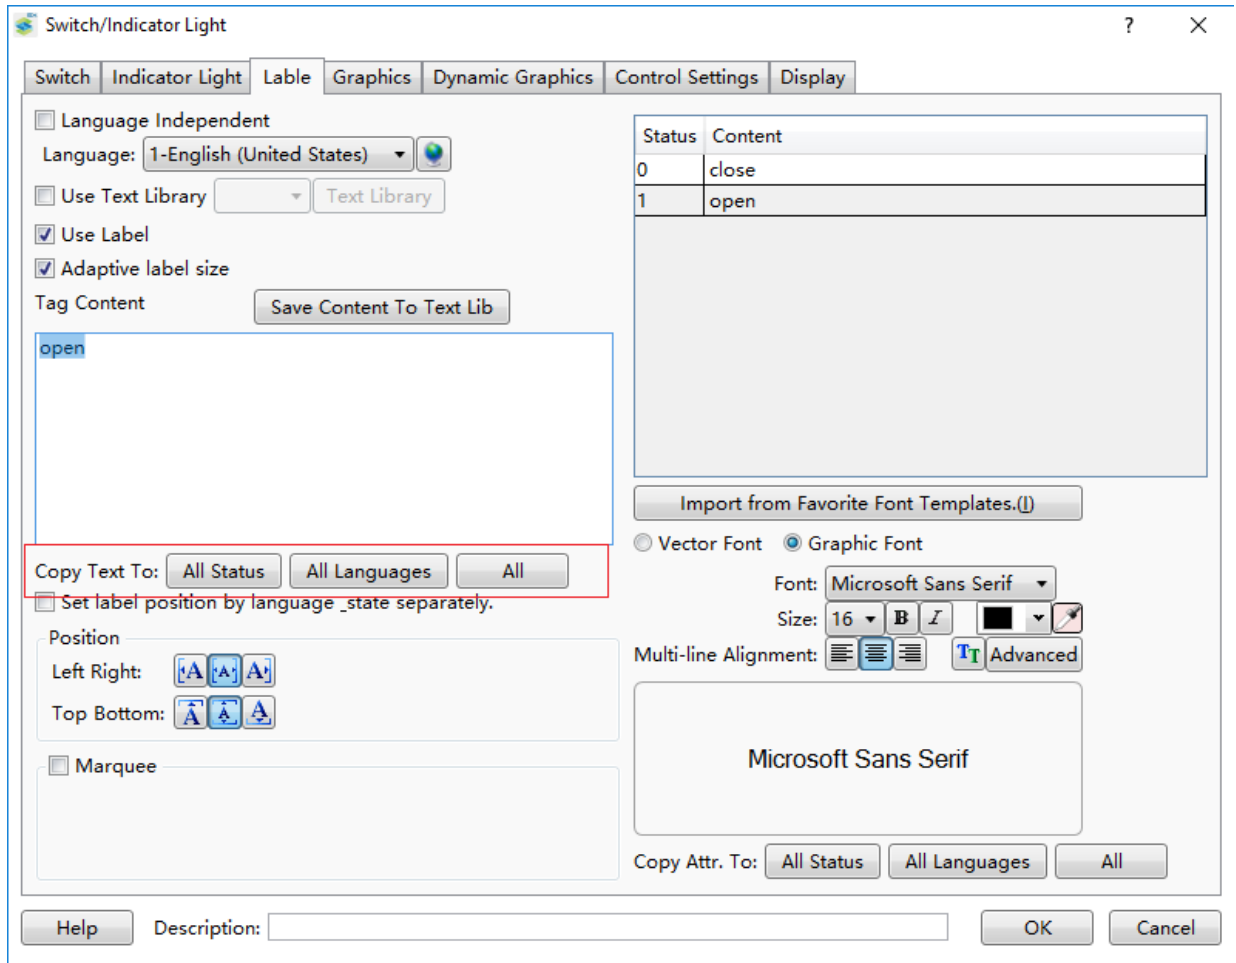 Switch/Indicator Light ? X
Switch Indicator Light Lable Graphics Dynamic Graphics Control Settings Display
Language Independent
Language: 1-English (United States)
Use Text Library Text Library
Use Label
Adaptive label size
Tag Content Save Content To Text Lib
open
Copy Text To: All Status All Languages All
Set label position by language _state separately.
Position
Left Right: A A A
Top Bottom: A A A
Marquee
Status Content
0 close
1 open
Import from Favorite Font Templates.(I)
Vector Font Graphic Font
Font: Microsoft Sans Serif
Size: 16 B I
Multi-line Alignment: TT Advanced
Microsoft Sans Serif
Copy Attr. To: All Status All Languages All
Help Description: OK Cancel